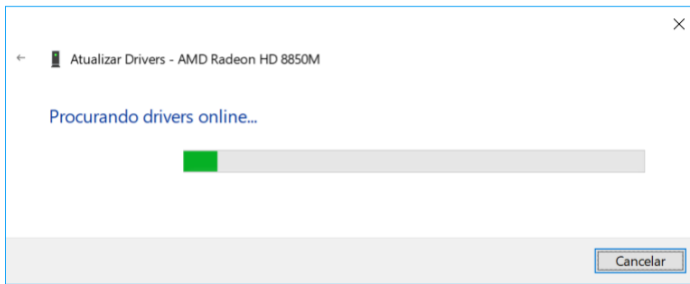 Atualizar Drivers - AMD Radeon HD 8850M
Procurando drivers online...
Cancelar